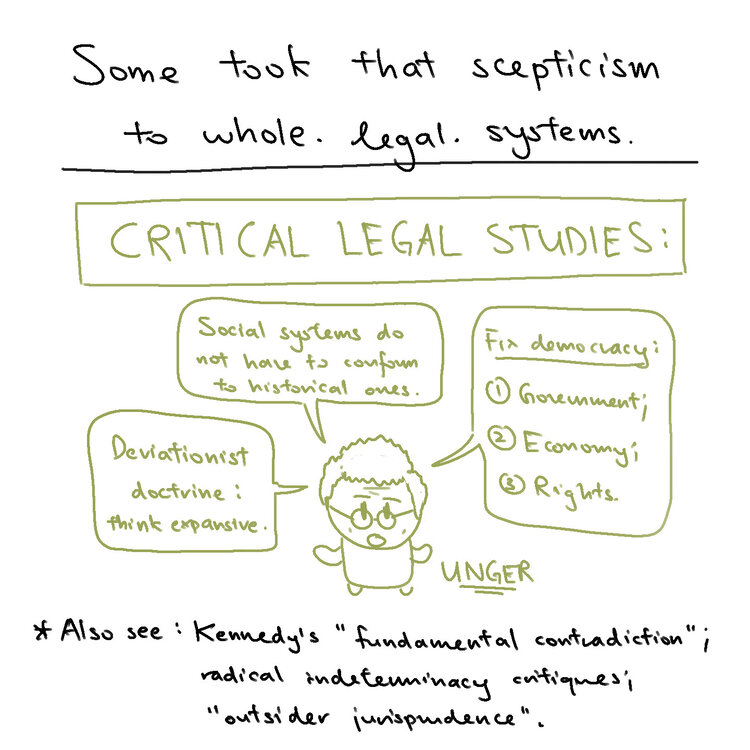 Some took that scepticism
to whole. legal. systems.
CRITICAL LEGAL STUDIES:
Social systems do
not have to conform
to historical ones.
Fix democracy:
① Government;
② Economy;
③ Rights.
Deviationist
doctrine:
think expansive.
UNGER
* Also see: Kennedy's "fundamental contradiction";
radical indeterminacy critiques;
"outsider jurisprudence".